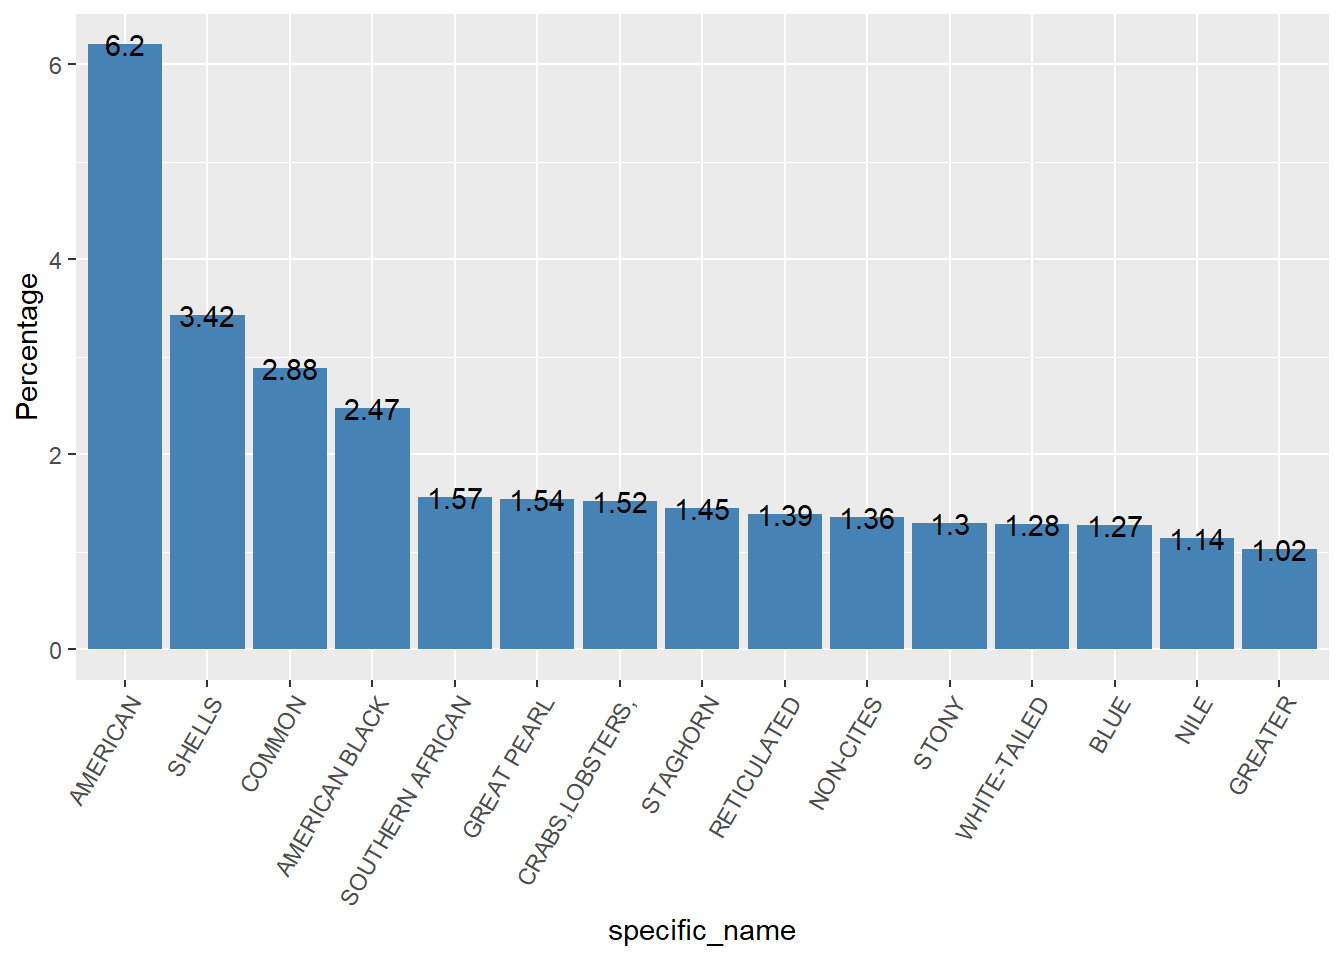 Percentage
6
4
2
0
6.2
3.42
2.88
2.47
1.57
1.54
1.52
1.45
1.39
1.36
1.3
1.28
1.27
1.14
1.02
AMERICAN
SHELLS
COMMON
AMERICAN BLACK
SOUTHERN AFRICAN
GREAT PEARL
CRABS,LOBSTERS,
STAGHORN
RETICULATED
NON-CITES
STONY
WHITE-TAILED
BLUE
NILE
GREATER
specific_name